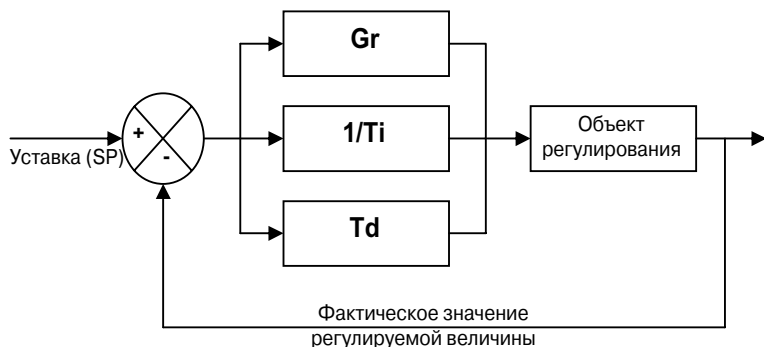 Gr
+
1/Ti
Объект
регулирования
Уставка (SP)
-
Td
Фактическое значение
регулируемой величины